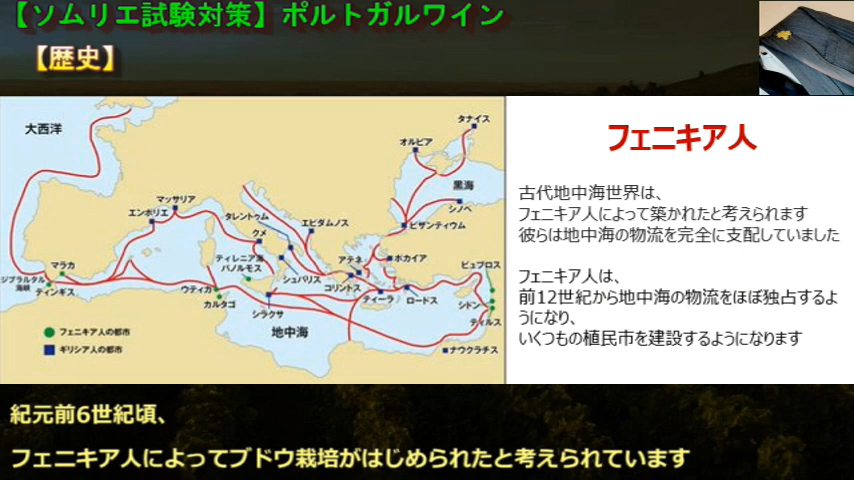 【ソムリエ試験対策】ポルトガルワイン
【歴史】
大西洋
タナイス
オルビア
黒海
シノペ
ビザンティウム
マッサリア
エンポリエ
タレントゥム
エピダムノス
クメ
ティレニア海
パノルモス
シュバリス
アテネ
ポカイア
コリントス
マラカ
ジブラルタル
海峡
ティンギス
ウティカ
カルタゴ
シラクサ
ティーラ
ロードス
ビュブロス
シドン
ティルス
地中海
ナウクラチス
フェニキア人の都市
ギリシア人の都市
フェニキア人
古代地中海世界は、
フェニキア人によって築かれたと考えられます
彼らは地中海の物流を完全に支配していました
フェニキア人は、
前12世紀から地中海の物流をほぼ独占するよ
うになり、
いくつもの植民市を建設するようになります
紀元前6世紀頃、
フェニキア人によってブドウ栽培がはじめられたと考えられています